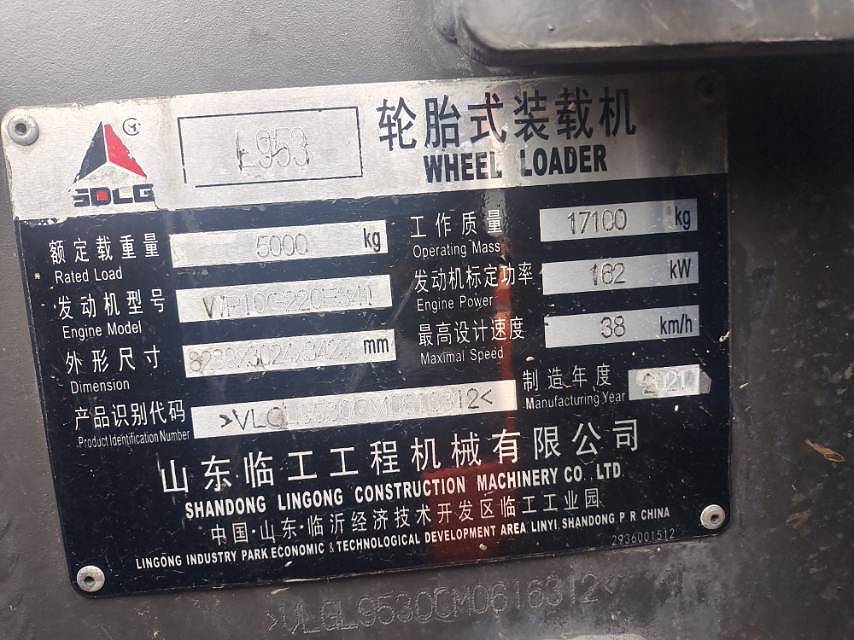 SDLG
L953
轮胎式装载机
WHEEL LOADER
额定载重量 5000 kg
Rated Load
工作质量 17100 kg
Operating Mass
发动机型号
Engine Model
发动机标定功率 162 kW
Engine Power
外形尺寸 mm
Dimension
最高设计速度 38 km/h
Maximal Speed
产品识别代码
Product Identification Number
制造年度 2021
Manufacturing Year
山东临工工程机械有限公司
SHANDONG LINGONG CONSTRUCTION MACHINERY CO. LTD
中国·山东·临沂经济技术开发区临工工业园
LINGONG INDUSTRY PARK ECONOMIC & TECHNOLOGICAL DEVELOPMENT AREA LINYI SHANDONG P R CHINA
2936001512
>VLGL9530CM0616312<